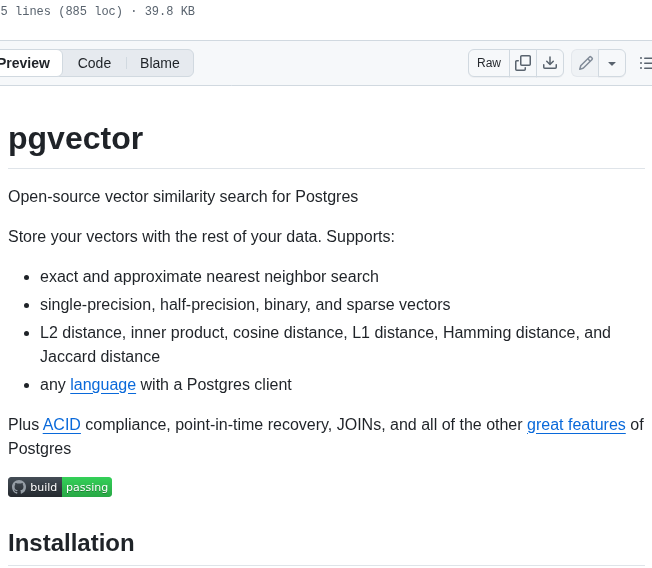 5 lines (885 loc) · 39.8 KB
Preview Code Blame Raw
pgvector
Open-source vector similarity search for Postgres
Store your vectors with the rest of your data. Supports:
exact and approximate nearest neighbor search
single-precision, half-precision, binary, and sparse vectors
L2 distance, inner product, cosine distance, L1 distance, Hamming distance, and
Jaccard distance
any language with a Postgres client
Plus ACID compliance, point-in-time recovery, JOINs, and all of the other great features of
Postgres
build passing
Installation